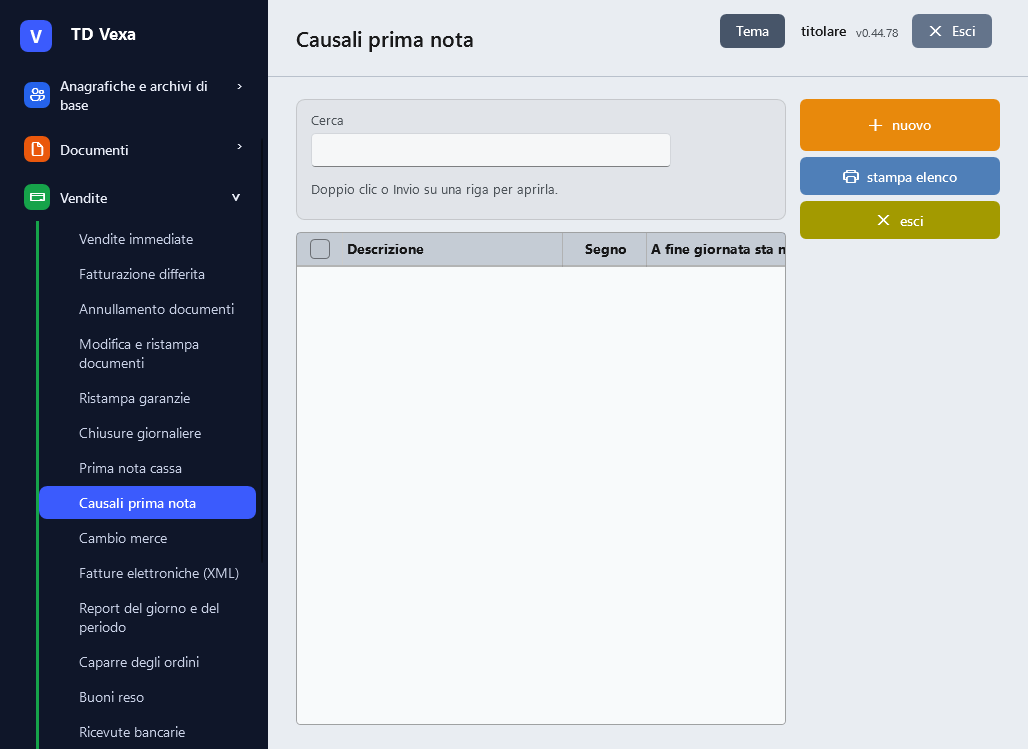 V
TD Vexa
Anagrafiche e archivi di
base
Documenti
Vendite
Vendite immediate
Fatturazione differita
Annullamento documenti
Modifica e ristampa
documenti
Ristampa garanzie
Chiusure giornaliere
Prima nota cassa
Causali prima nota
Cambio merce
Fatture elettroniche (XML)
Report del giorno e del
periodo
Caparre degli ordini
Buoni reso
Ricevute bancarie
Causali prima nota
Tema
titolare
v0.44.78
Esci
Cerca
Doppio clic o Invio su una riga per aprirla.
Descrizione
Segno
A fine giornata sta n
nuovo
stampa elenco
esci